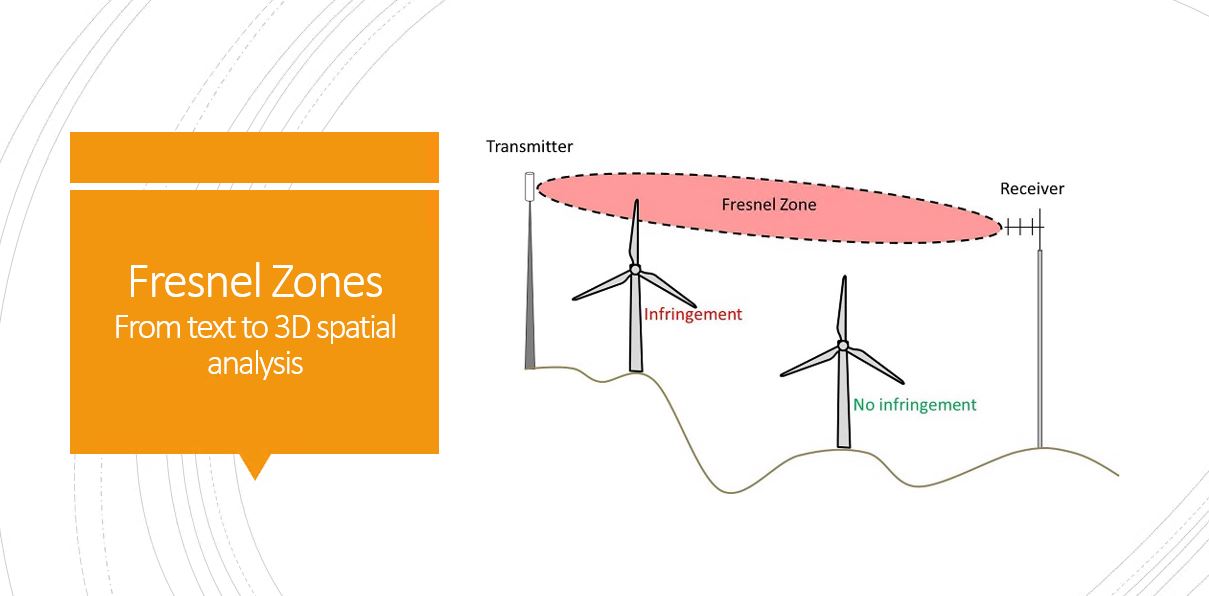 Fresnel Zones
From text to 3D spatial
analysis
Transmitter
Fresnel Zone
Receiver
Infringement
No infringement